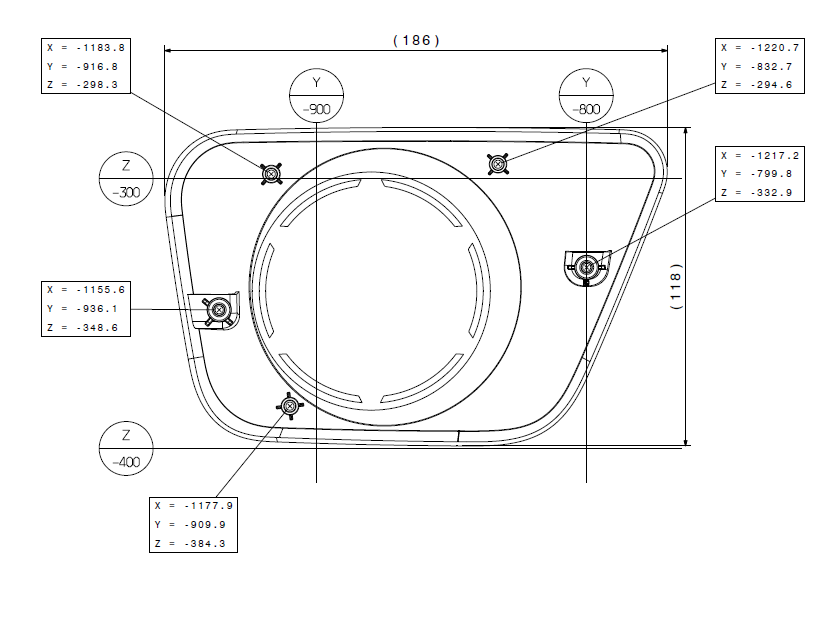 (186)
X = -1183.8
Y = -916.8
Z = -298.3
X = -1220.7
Y = -832.7
Z = -294.6
Y
-900
Y
-800
Z
-300
X = -1217.2
Y = -799.8
Z = -332.9
(118)
X = -1155.6
Y = -936.1
Z = -348.6
Z
-400
X = -1177.9
Y = -909.9
Z = -384.3